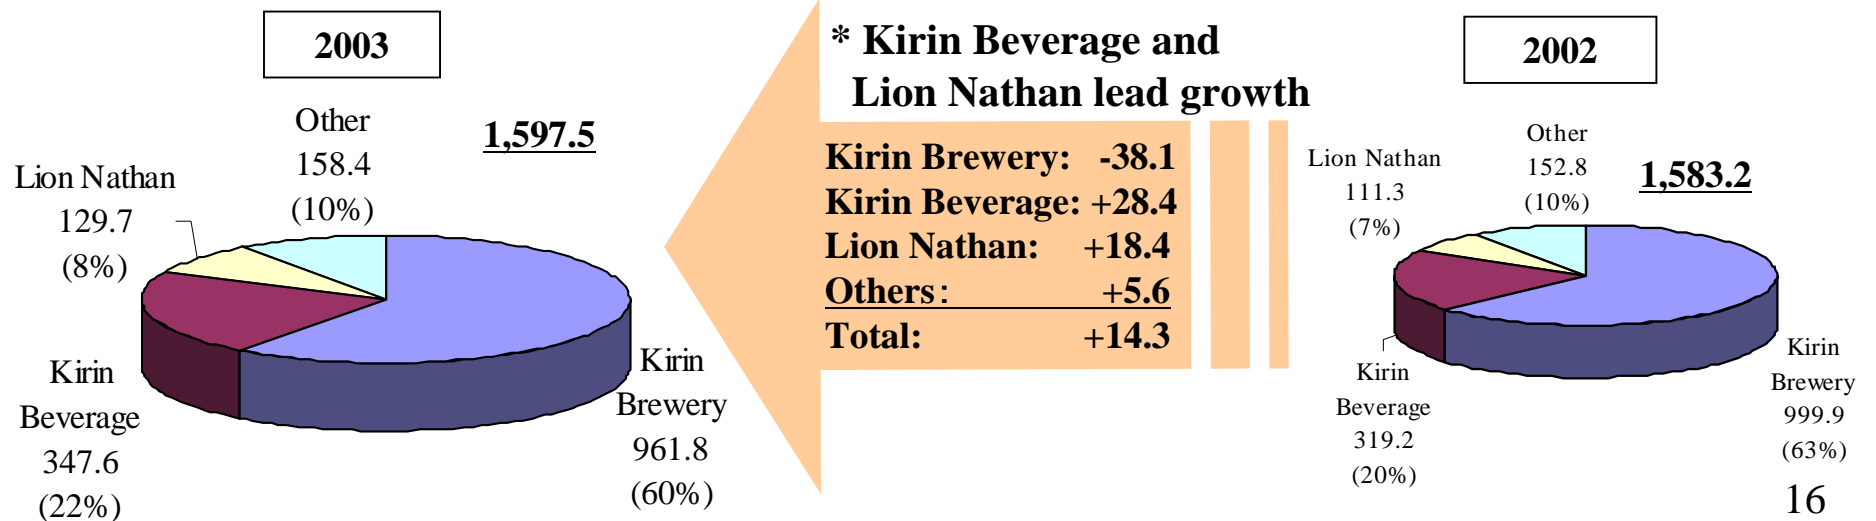 2003
Other
158.4
(10%)
1,597.5
Lion Nathan
129.7
(8%)
Kirin
Beverage
347.6
(22%)
Kirin
Brewery
961.8
(60%)
* Kirin Beverage and
Lion Nathan lead growth
Kirin Brewery: -38.1
Kirin Beverage: +28.4
Lion Nathan: +18.4
Others: +5.6
Total: +14.3
2002
Other
152.8
(10%)
1,583.2
Lion Nathan
111.3
(7%)
Kirin
Beverage
319.2
(20%)
Kirin
Brewery
999.9
(63%)
16